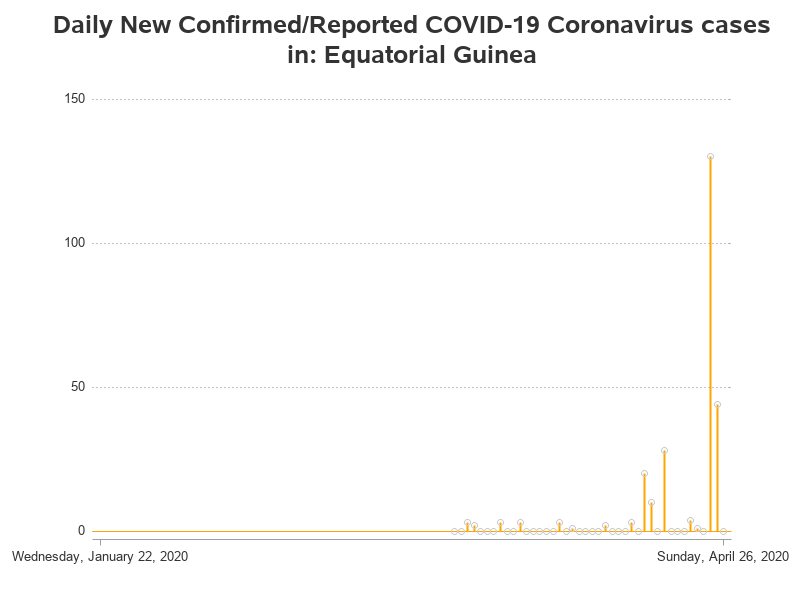 Daily New Confirmed/Reported COVID-19 Coronavirus cases
in: Equatorial Guinea
150
100
50
0
Wednesday, January 22, 2020
Sunday, April 26, 2020